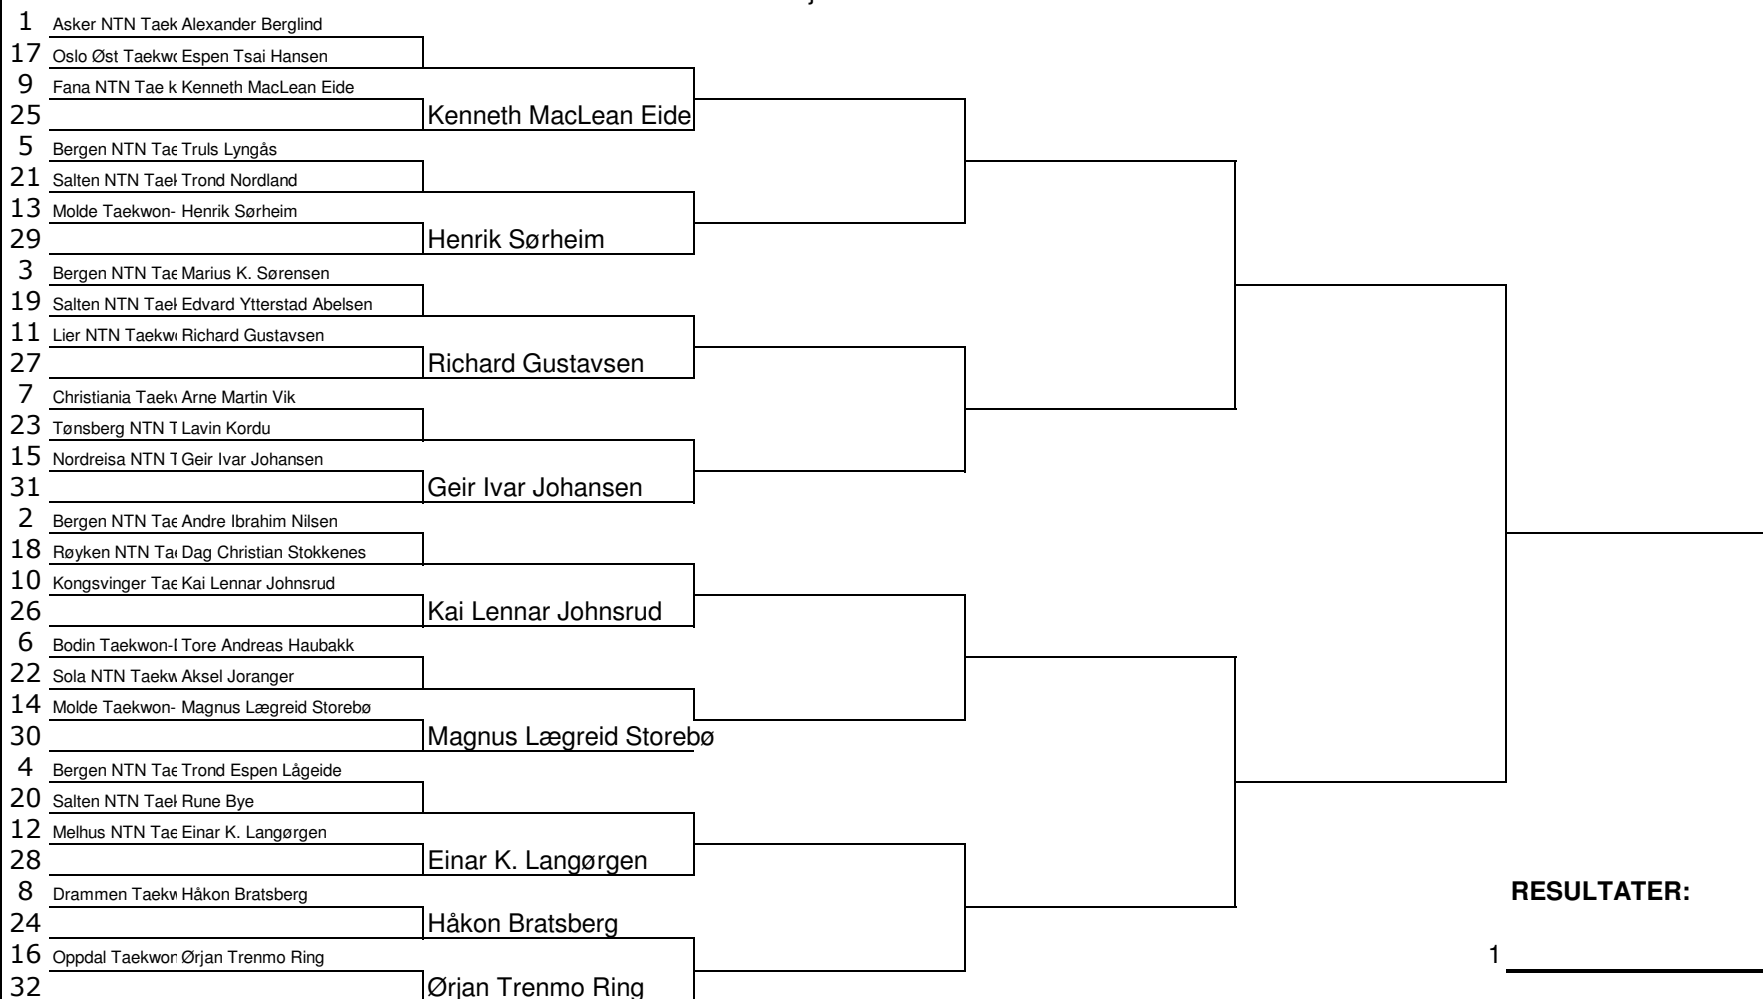 1 Asker NTN Taek Alexander Berglind
17 Oslo Øst Taekw Espen Tsai Hansen
9 Fana NTN Tae k Kenneth MacLean Eide
25 Kenneth MacLean Eide
5 Bergen NTN Tae Truls Lyngås
21 Salten NTN Taek Trond Nordland
13 Molde Taekwon- Henrik Sørheim
29 Henrik Sørheim
3 Bergen NTN Tae Marius K. Sørensen
19 Salten NTN Taek Edvard Ytterstad Abelsen
11 Lier NTN Taekw Richard Gustavsen
27 Richard Gustavsen
7 Christiania Taekw Arne Martin Vik
23 Tønsberg NTN T Lavin Kordu
15 Nordreisa NTN T Geir Ivar Johansen
31 Geir Ivar Johansen
2 Bergen NTN Tae Andre Ibrahim Nilsen
18 Røyken NTN Tae Dag Christian Stokkenes
10 Kongsvinger Tae Kai Lennar Johnsrud
26 Kai Lennar Johnsrud
6 Bodin Taekwon-D Tore Andreas Haubakk
22 Sola NTN Taekw Aksel Joranger
14 Molde Taekwon- Magnus Lægreid Storebø
30 Magnus Lægreid Storebø
4 Bergen NTN Tae Trond Espen Lågeide
20 Salten NTN Taek Rune Bye
12 Melhus NTN Tae Einar K. Langørgen
28 Einar K. Langørgen
8 Drammen Taekw Håkon Bratsberg
RESULTATER:
24 Håkon Bratsberg
16 Oppdal Taekwon Ørjan Trenmo Ring
1
32 Ørjan Trenmo Ring